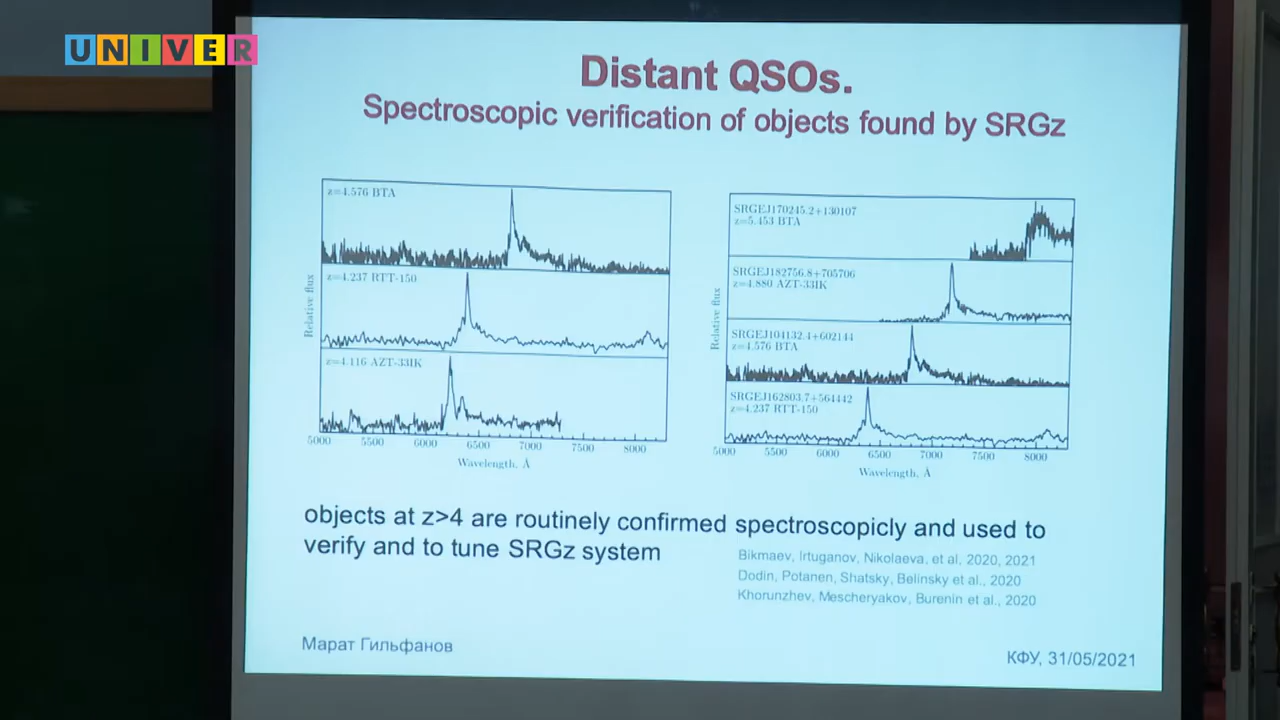 UNIVER
Distant QSOs.
Spectroscopic verification of objects found by SRGz
z=4.576 BTA
z=4.237 RTT-150
z=4.116 AZT-33IK
Relative flux
5000 5500 6000 6500 7000 7500 8000
Wavelength, Å
SRGEJ170245.2+130107
z=5.453 BTA
SRGEJ182756.8+705706
z=4.880 AZT-33IK
SRGEJ104132.4+602144
z=4.576 BTA
SRGEJ162803.7+564442
z=4.237 RTT-150
Relative flux
5000 5500 6000 6500 7000 7500 8000
Wavelength, Å
objects at z>4 are routinely confirmed spectroscopicly and used to
verify and to tune SRGz system
Bikmaev, Irtuganov, Nikolaeva, et al, 2020, 2021
Dodin, Potanen, Shatsky, Belinsky et al., 2020
Khorunzhev, Mescheryakov, Burenin et al., 2020
Марат Гильфанов
КФУ, 31/05/2021